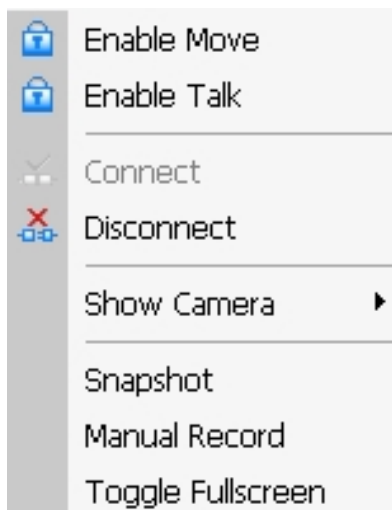 Enable Move
Enable Talk
Connect
Disconnect
Show Camera
Snapshot
Manual Record
Toggle Fullscreen